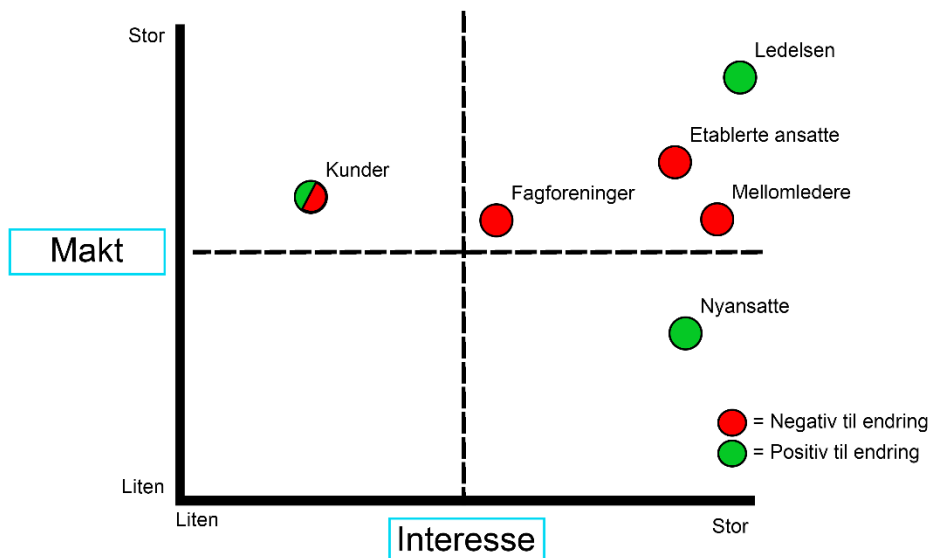 Stor
Ledelsen
Etablerte ansatte
Kunder
Fagforeninger
Mellomledere
Makt
Nyansatte
= Negativ til endring
= Positiv til endring
Liten
Liten
Interesse
Stor